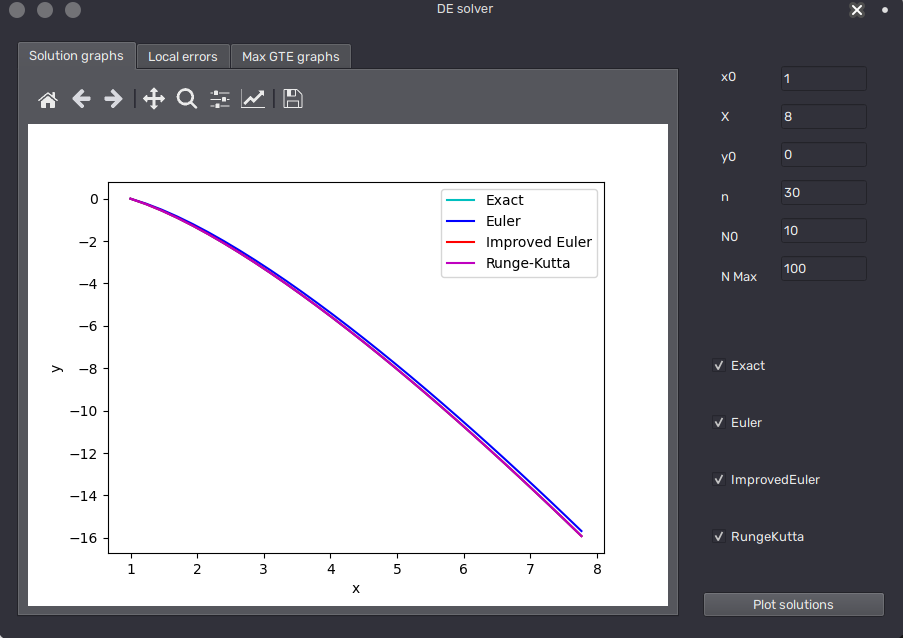 DE solver
Solution graphs
Local errors
Max GTE graphs
x0
1
X
8
y0
0
n
30
N0
10
N Max
100
Exact
Euler
Improved Euler
Runge-Kutta
0
−2
−4
−6
−8
−10
−12
−14
−16
y
1 2 3 4 5 6 7 8
x
Exact
Euler
ImprovedEuler
RungeKutta
Plot solutions